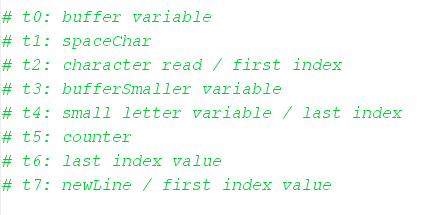 # t0: buffer variable
# t1: spaceChar
# t2: character read / first index
# t3: bufferSmaller variable
# t4: small letter variable / last index
# t5: counter
# t6: last index value
# t7: newLine / first index value